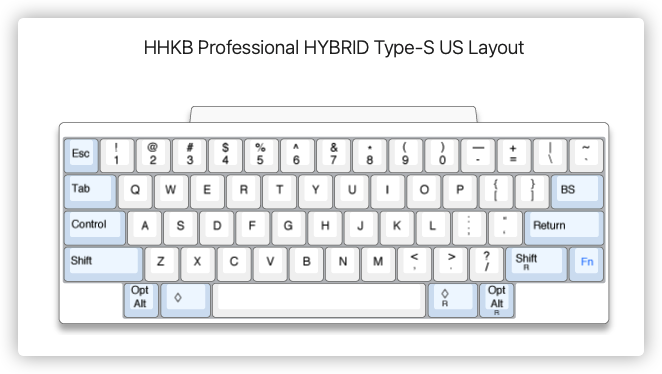 HHKB Professional HYBRID Type-S US Layout
Esc ! 1 @ 2 # 3 $ 4 % 5 ^ 6 & 7 * 8 ( 9 ) 0 — - + = | \ ~ `
Tab Q W E R T Y U I O P { [ } ] BS
Control A S D F G H J K L : ; " ' Return
Shift Z X C V B N M < , > . ? / Shift R Fn
Opt Alt ◊ ◊ R Opt Alt R